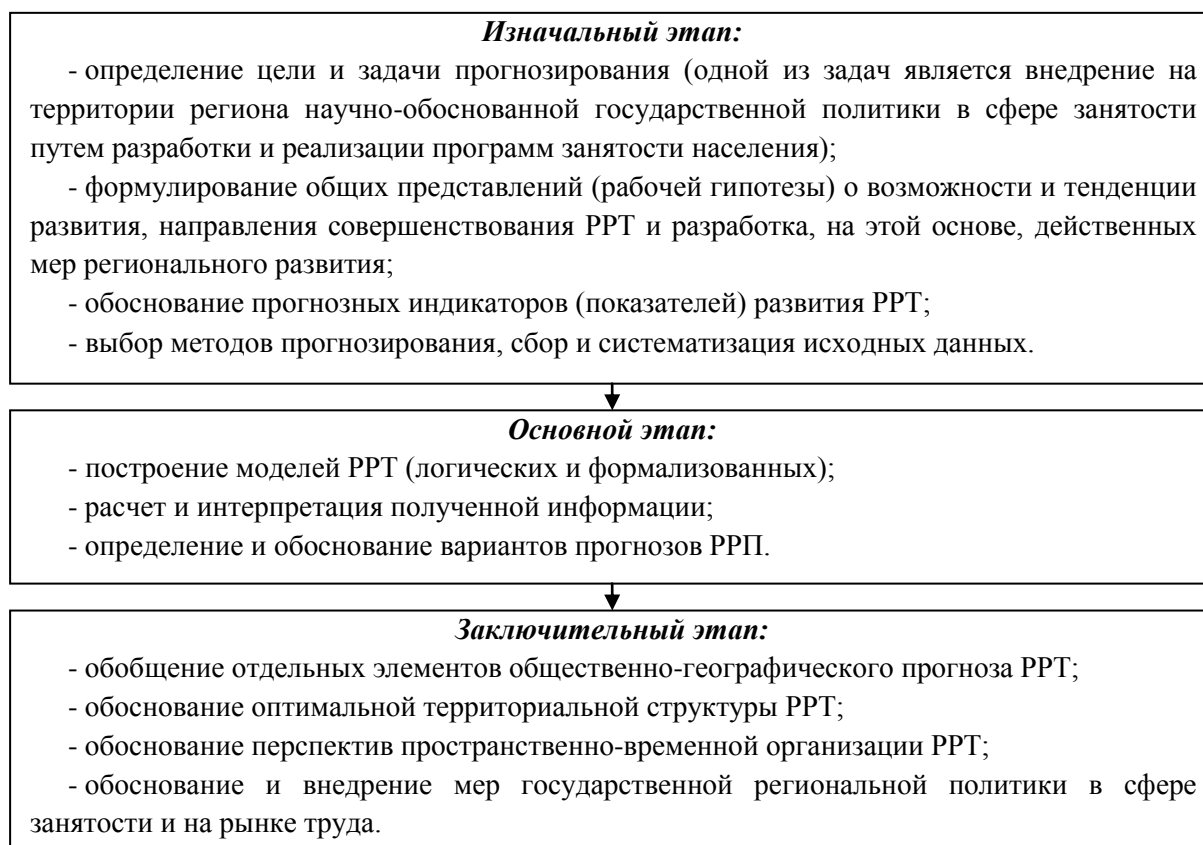 Изначальный этап:
- определение цели и задачи прогнозирования (одной из задач является внедрение на
территории региона научно-обоснованной государственной политики в сфере занятости
путем разработки и реализации программ занятости населения);
- формулирование общих представлений (рабочей гипотезы) о возможности и тенденции
развития, направления совершенствования РРТ и разработка, на этой основе, действенных
мер регионального развития;
- обоснование прогнозных индикаторов (показателей) развития РРТ;
- выбор методов прогнозирования, сбор и систематизация исходных данных.
Основной этап:
- построение моделей РРТ (логических и формализованных);
- расчет и интерпретация полученной информации;
- определение и обоснование вариантов прогнозов РРП.
Заключительный этап:
- обобщение отдельных элементов общественно-географического прогноза РРТ;
- обоснование оптимальной территориальной структуры РРТ;
- обоснование перспектив пространственно-временной организации РРТ;
- обоснование и внедрение мер государственной региональной политики в сфере
занятости и на рынке труда.